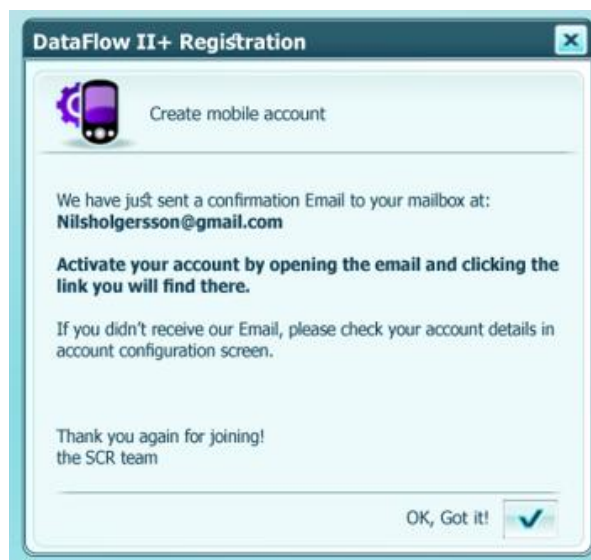 DataFlow II+ Registration
Create mobile account
We have just sent a confirmation Email to your mailbox at:
Nilsholgersson@gmail.com
Activate your account by opening the email and clicking the
link you will find there.
If you didn't receive our Email, please check your account details in
account configuration screen.
Thank you again for joining!
the SCR team
OK, Got it!